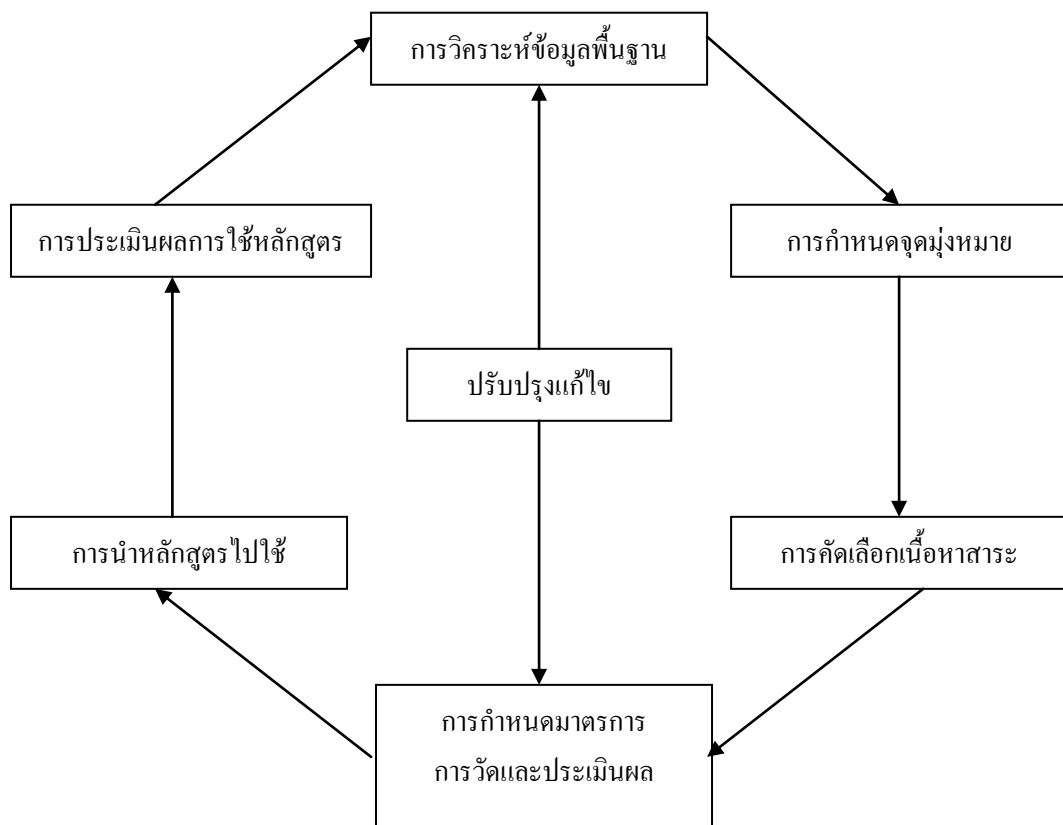 การวิคราะห์ข้อมูลพื้นฐาน
การประเมินผลการใช้หลักสูตร
การกำหนดจุดมุ่งหมาย
ปรับปรุงแก้ไข
การนำหลักสูตรไปใช้
การคัดเลือกเนื้อหาสาระ
การกำหนดมาตรการ
การวัดและประเมินผล